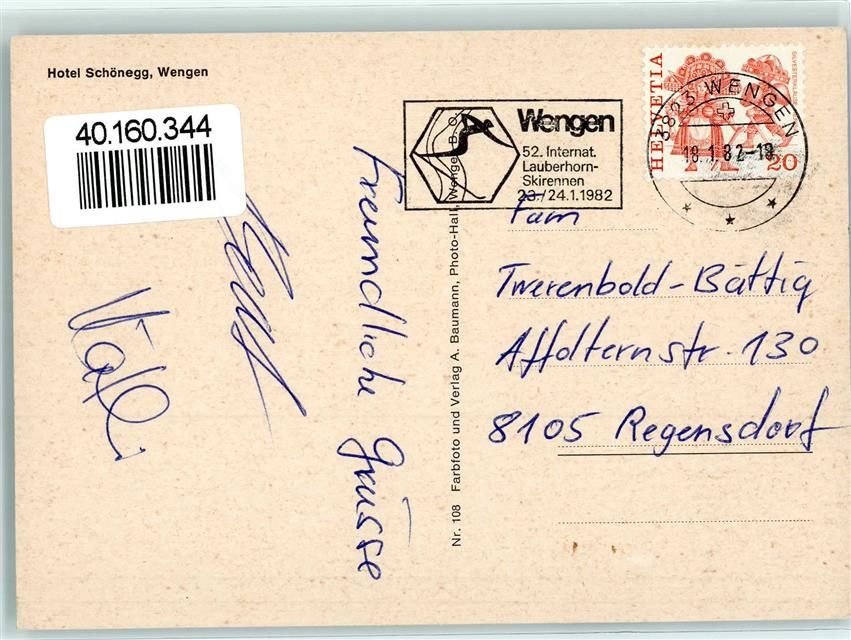 Hotel Schönegg, Wengen
40.160.344
Wengen
52. Internat.
Lauberhorn-
Skirennen
23./24.1.1982
HELVETIA
20
3823 WENGEN
18.1.82-18
Freundliche Grüsse
Nr. 108 Farbfoto und Verlag A. Baumann, Photo-Hall, Wengen B. O.
Fam
Twerenbold-Bättig
Affolternstr. 130
8105 Regensdorf